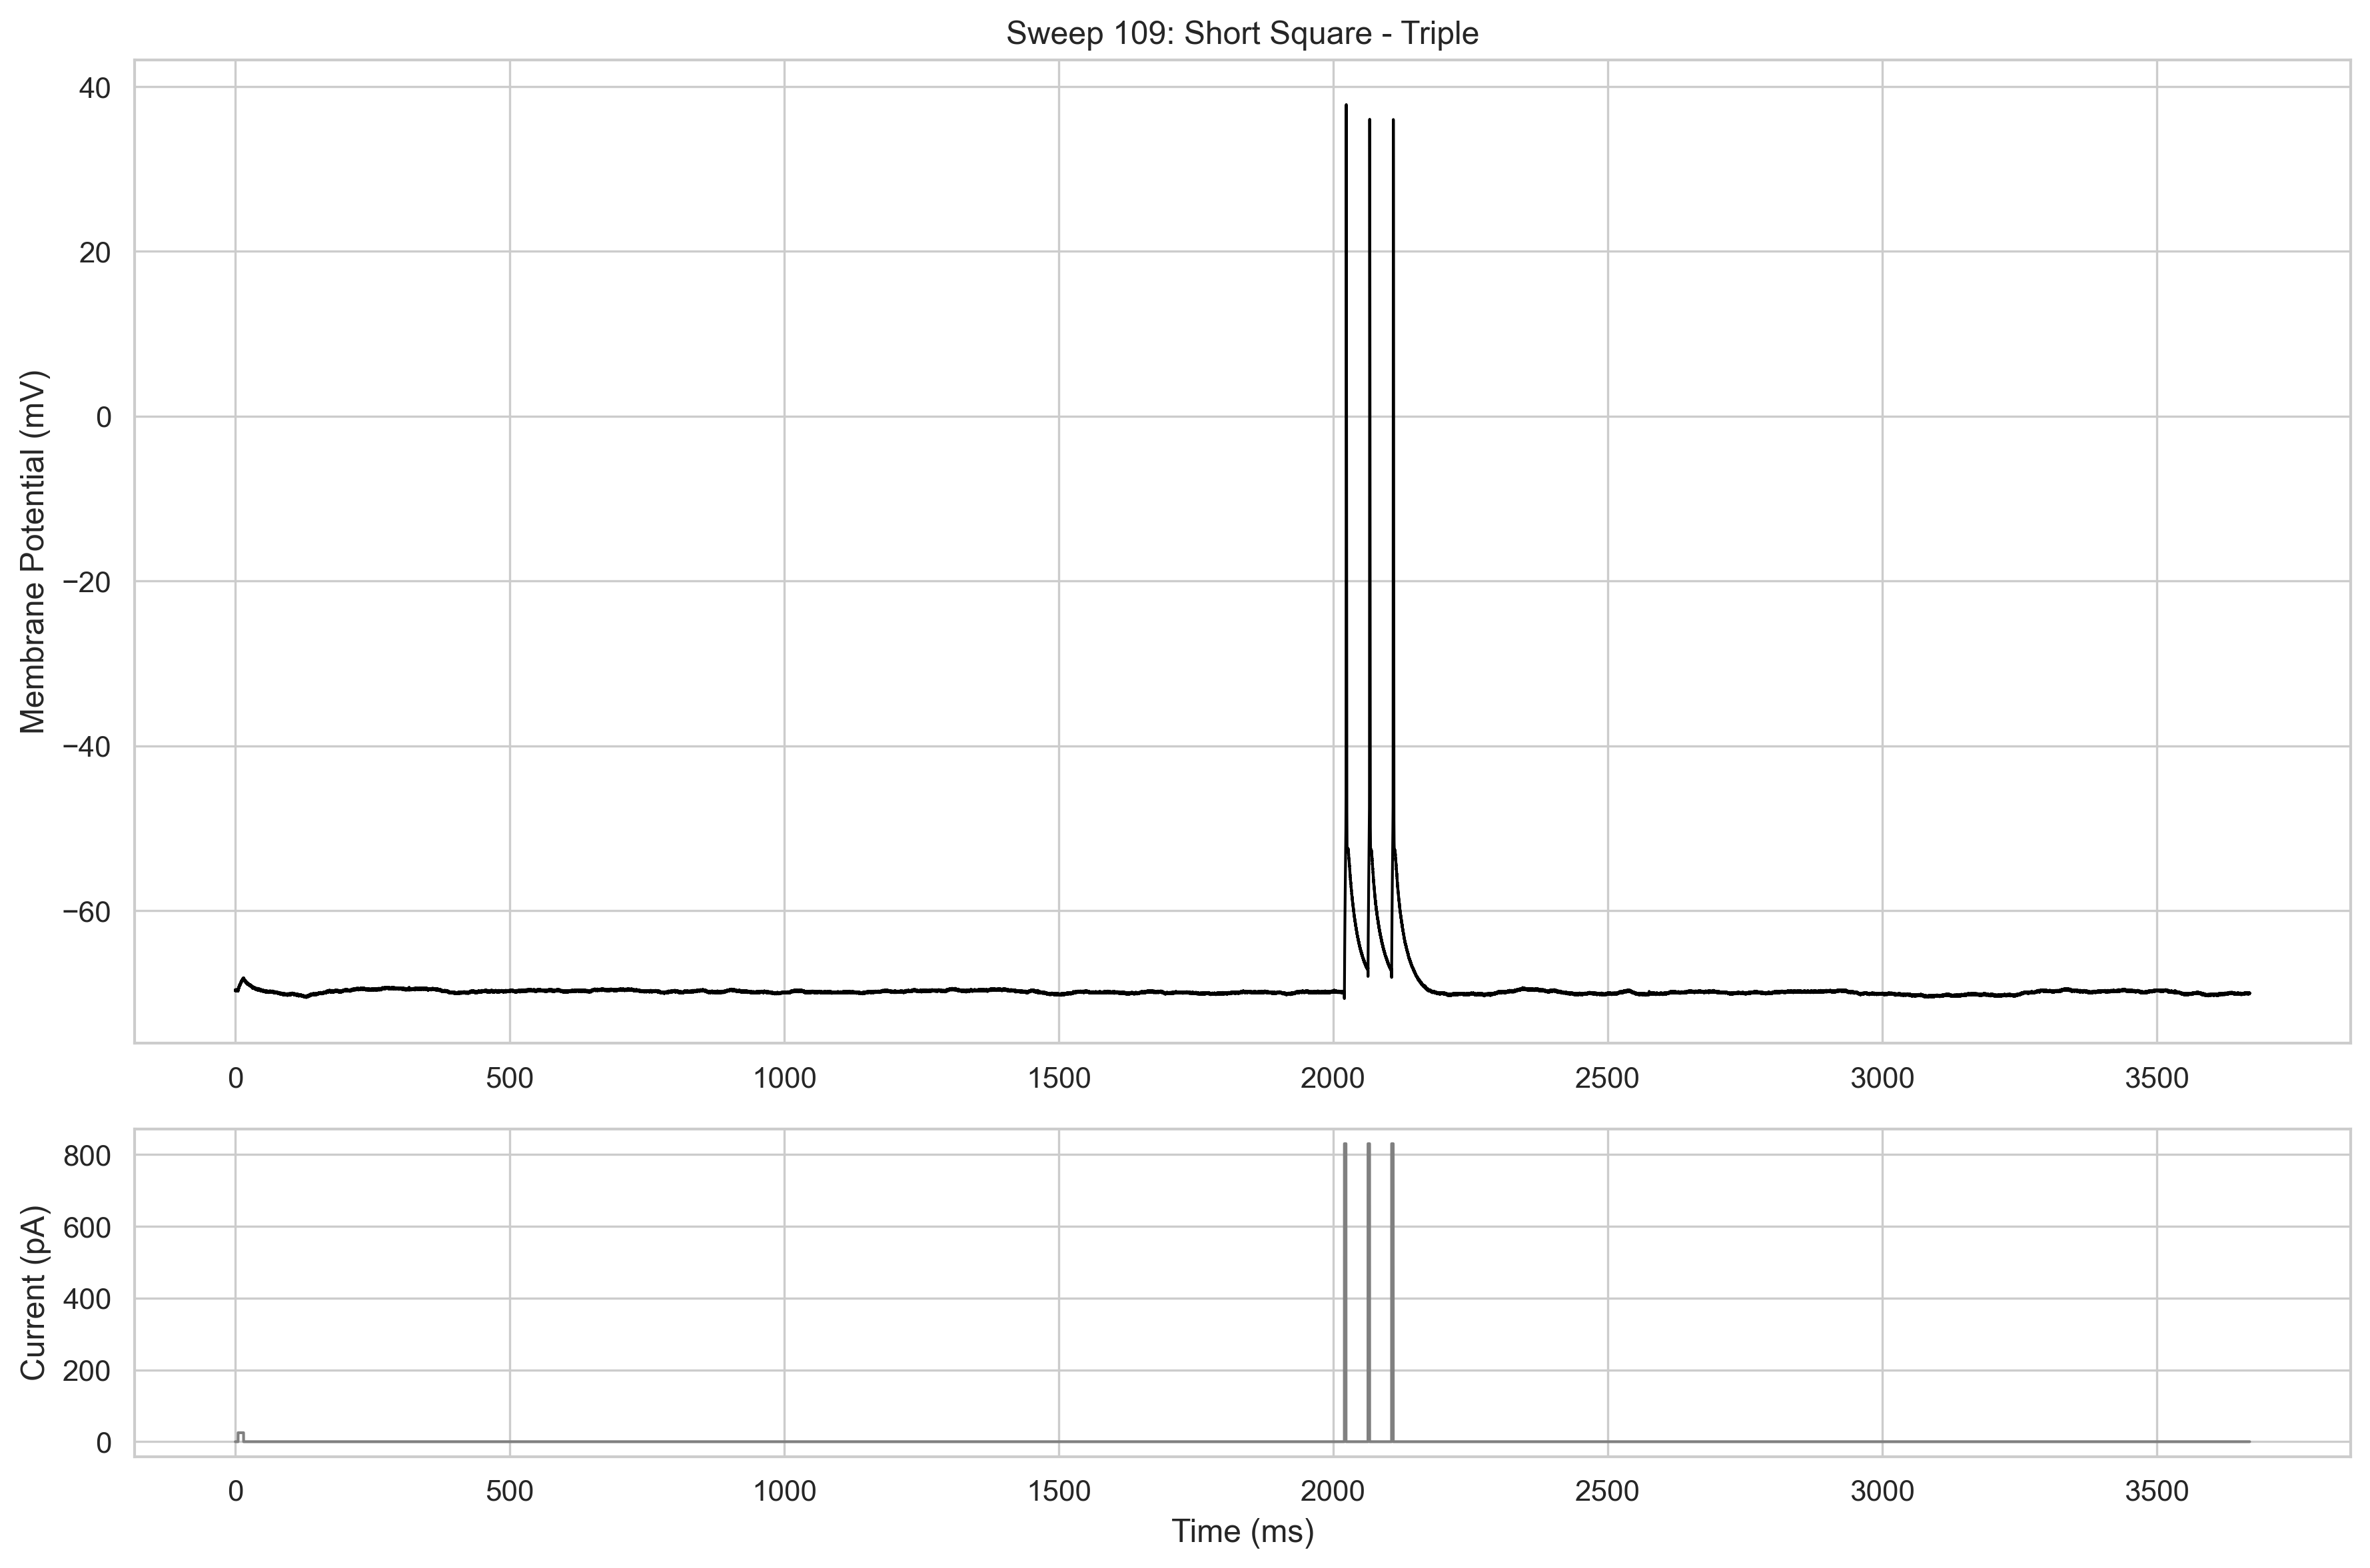 Sweep 109: Short Square - Triple
Membrane Potential (mV)
40
20
0
−20
−40
−60
0 500 1000 1500 2000 2500 3000 3500
Current (pA)
800
600
400
200
0
0 500 1000 1500 2000 2500 3000 3500
Time (ms)